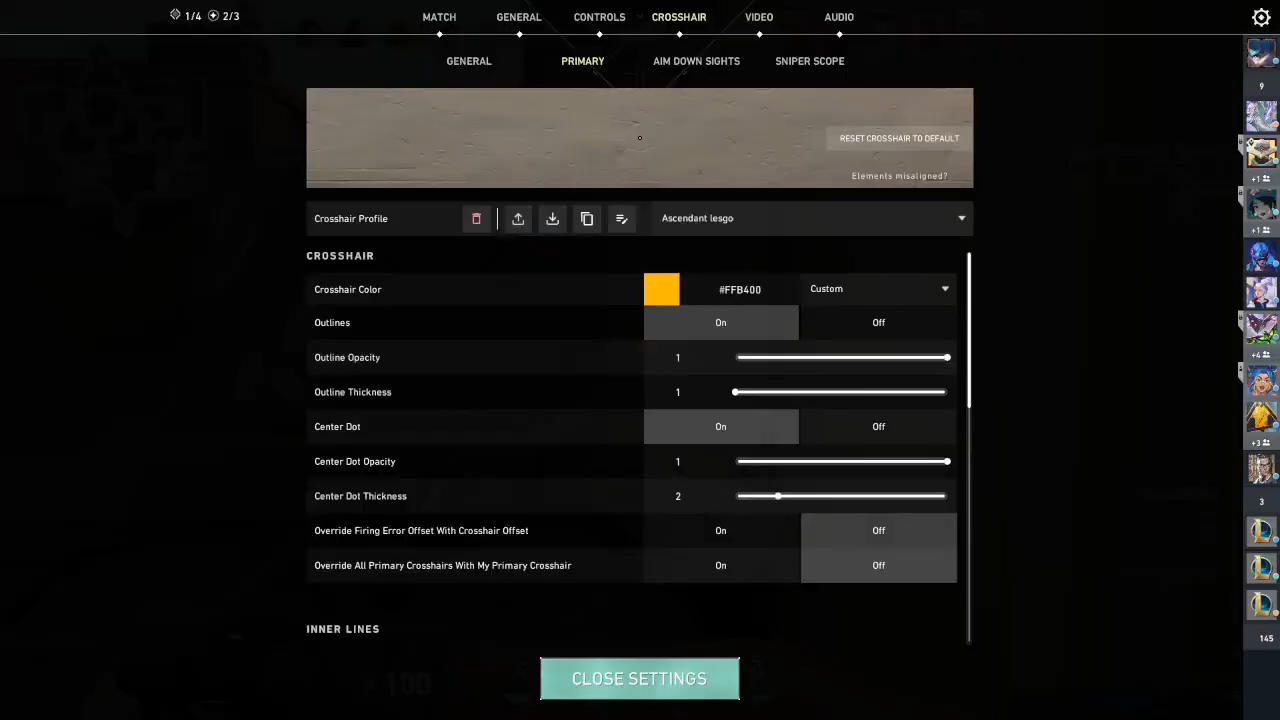 1/4 2/3
MATCH GENERAL CONTROLS CROSSHAIR VIDEO AUDIO
GENERAL PRIMARY AIM DOWN SIGHTS SNIPER SCOPE
RESET CROSSHAIR TO DEFAULT
Elements misaligned?
Crosshair Profile Ascendant lesgo
CROSSHAIR
Crosshair Color #FFB400 Custom
Outlines On Off
Outline Opacity 1
Outline Thickness 1
Center Dot On Off
Center Dot Opacity 1
Center Dot Thickness 2
Override Firing Error Offset With Crosshair Offset On Off
Override All Primary Crosshairs With My Primary Crosshair On Off
INNER LINES
CLOSE SETTINGS
100
9
+1
+1
+4
+3
3
145